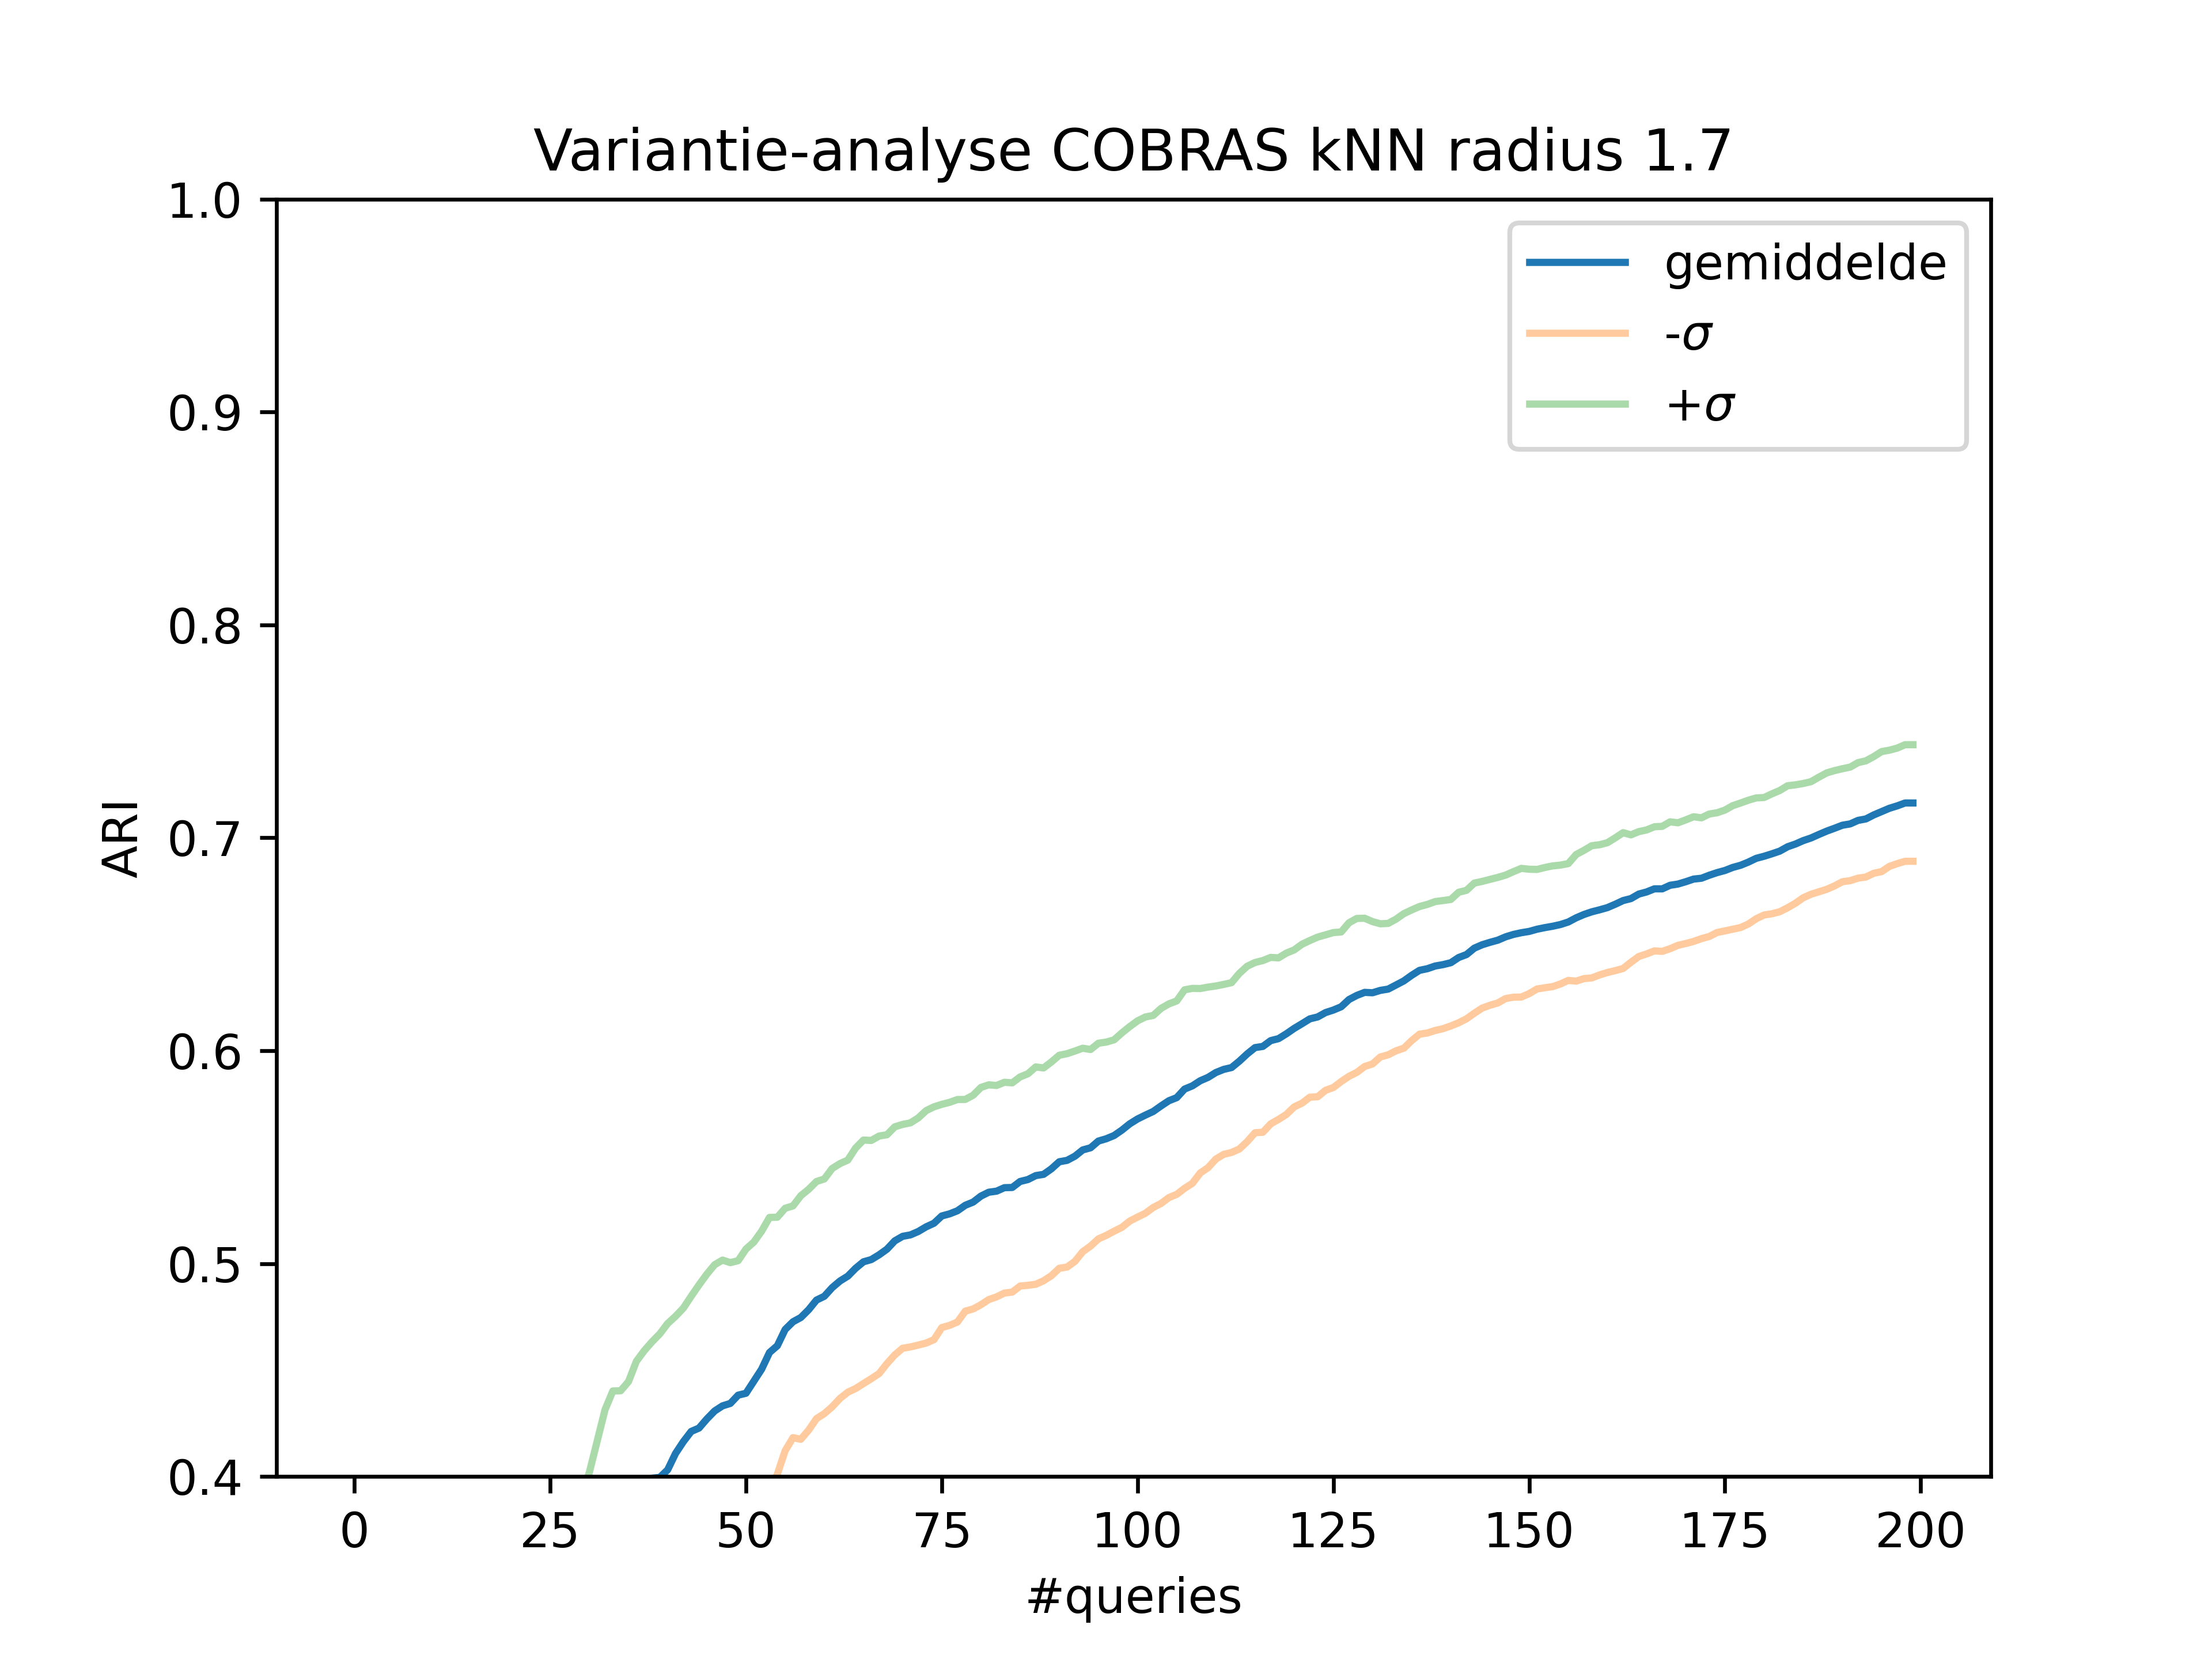 Variantie-analyse COBRAS kNN radius 1.7
1.0
0.9
0.8
0.7
0.6
0.5
0.4
ARI
gemiddelde
-σ
+σ
0 25 50 75 100 125 150 175 200
#queries